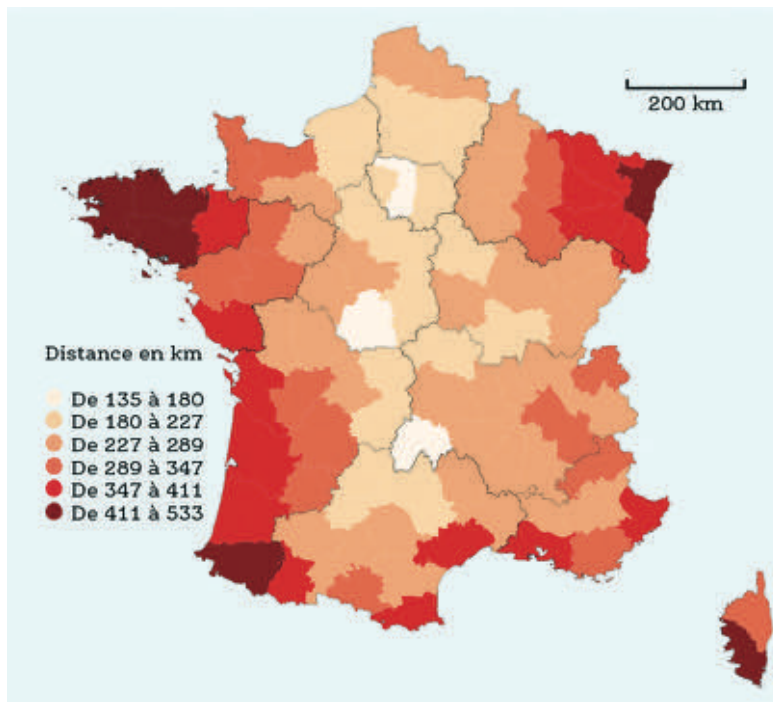 200 km
Distance en km
De 135 à 180
De 180 à 227
De 227 à 289
De 289 à 347
De 347 à 411
De 411 à 533